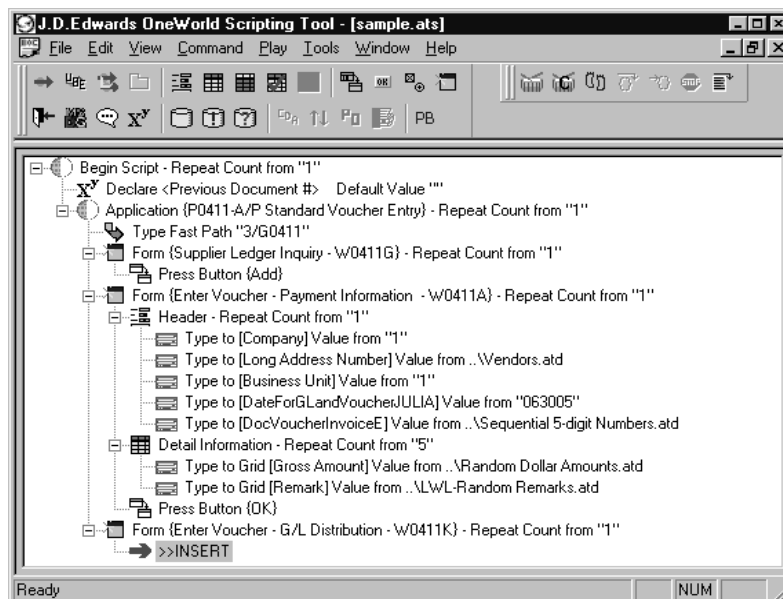 J.D.Edwards OneWorld Scripting Tool - [sample.ats]
File Edit View Command Play Tools Window Help
UBE OK STOP
X^Y CDA PO PB
Begin Script - Repeat Count from "1"
X^Y Declare <Previous Document #> Default Value ""
Application {P0411-A/P Standard Voucher Entry} - Repeat Count from "1"
Type Fast Path "3/G0411"
Form {Supplier Ledger Inquiry - W0411G} - Repeat Count from "1"
Press Button {Add}
Form {Enter Voucher - Payment Information - W0411A} - Repeat Count from "1"
Header - Repeat Count from "1"
Type to [Company] Value from "1"
Type to [Long Address Number] Value from ..\Vendors.atd
Type to [Business Unit] Value from "1"
Type to [DateForGLandVoucherJULIA] Value from "063005"
Type to [DocVoucherInvoiceE] Value from ..\Sequential 5-digit Numbers.atd
Detail Information - Repeat Count from "5"
Type to Grid [Gross Amount] Value from ..\Random Dollar Amounts.atd
Type to Grid [Remark] Value from ..\LWL-Random Remarks.atd
Press Button {OK}
Form {Enter Voucher - G/L Distribution - W0411K} - Repeat Count from "1"
>>INSERT
Ready NUM